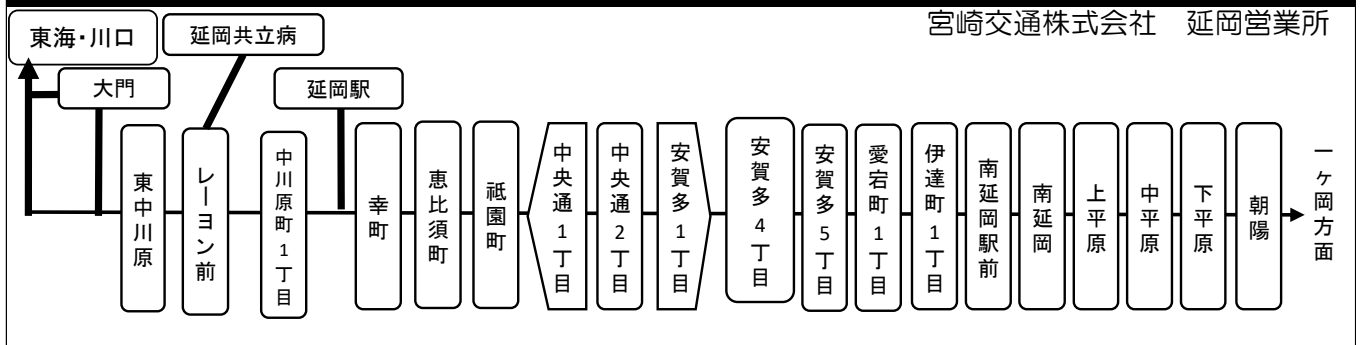 宮崎交通株式会社　延岡営業所
東海・川口
延岡共立病
大門
延岡駅
東中川原
レーヨン前
中川原町1丁目
幸町
恵比須町
祗園町
中央通1丁目
中央通2丁目
安賀多1丁目
安賀多4丁目
安賀多5丁目
愛宕町1丁目
伊達町1丁目
南延岡駅前
南延岡
上平原
中平原
下平原
朝陽
一ヶ岡方面